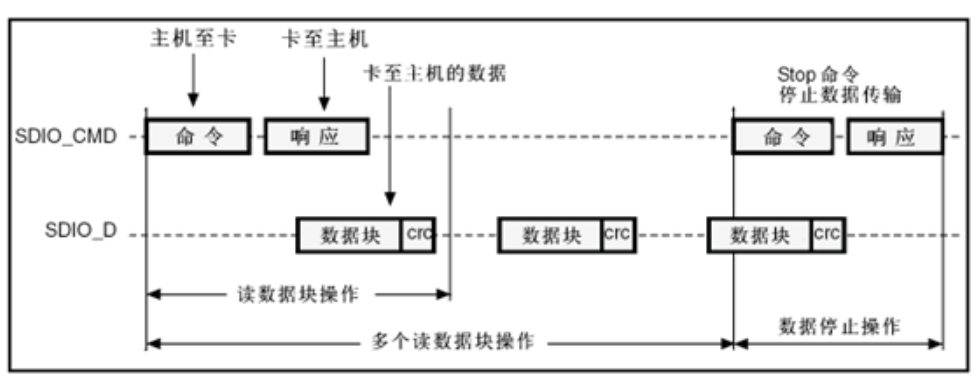 主机至卡
卡至主机
卡至主机的数据
Stop 命令
停止数据传输
SDIO_CMD
命令
响应
命令
响应
SDIO_D
数据块
crc
数据块
crc
数据块
crc
读数据块操作
多个读数据块操作
数据停止操作